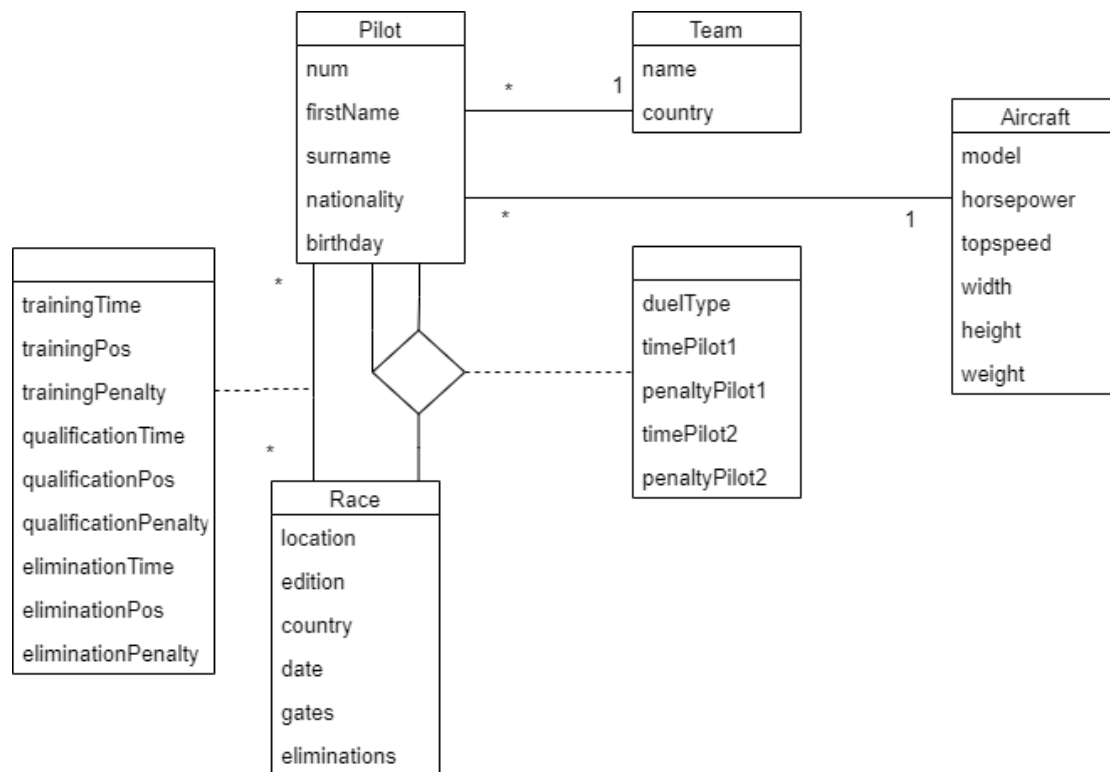 Pilot
num
firstName
surname
nationality
birthday
Team
name
country
*
1
Aircraft
model
horsepower
topspeed
width
height
weight
*
1
trainingTime
trainingPos
trainingPenalty
qualificationTime
qualificationPos
qualificationPenalty
eliminationTime
eliminationPos
eliminationPenalty
*
*
duelType
timePilot1
penaltyPilot1
timePilot2
penaltyPilot2
Race
location
edition
country
date
gates
eliminations